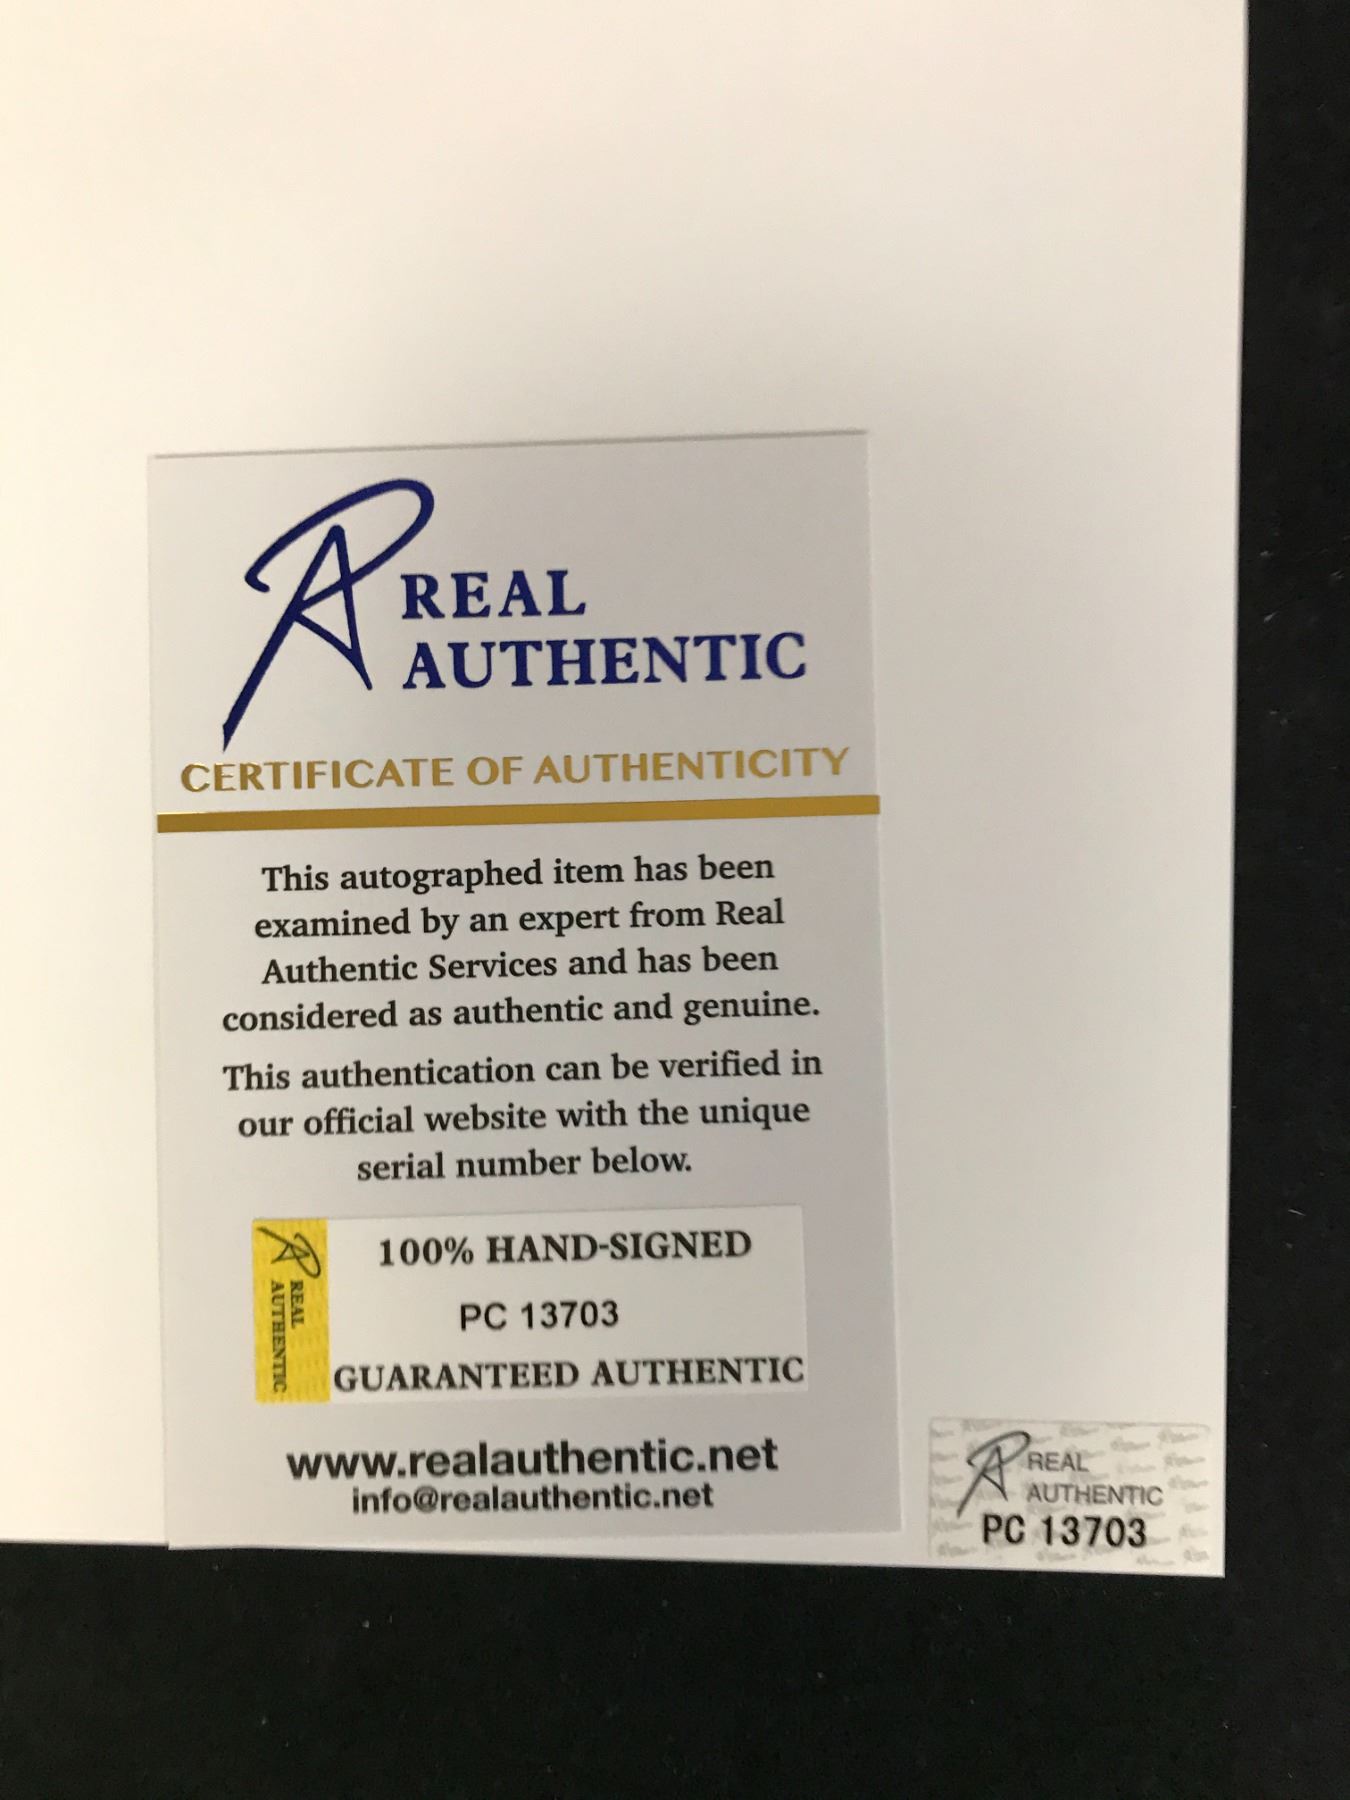 REAL
AUTHENTIC
CERTIFICATE OF AUTHENTICITY
This autographed item has been
examined by an expert from Real
Authentic Services and has been
considered as authentic and genuine.
This authentication can be verified in
our official website with the unique
serial number below.
REAL
AUTHENTIC
100% HAND-SIGNED
PC 13703
GUARANTEED AUTHENTIC
www.realauthentic.net
info@realauthentic.net
REAL
AUTHENTIC
PC 13703